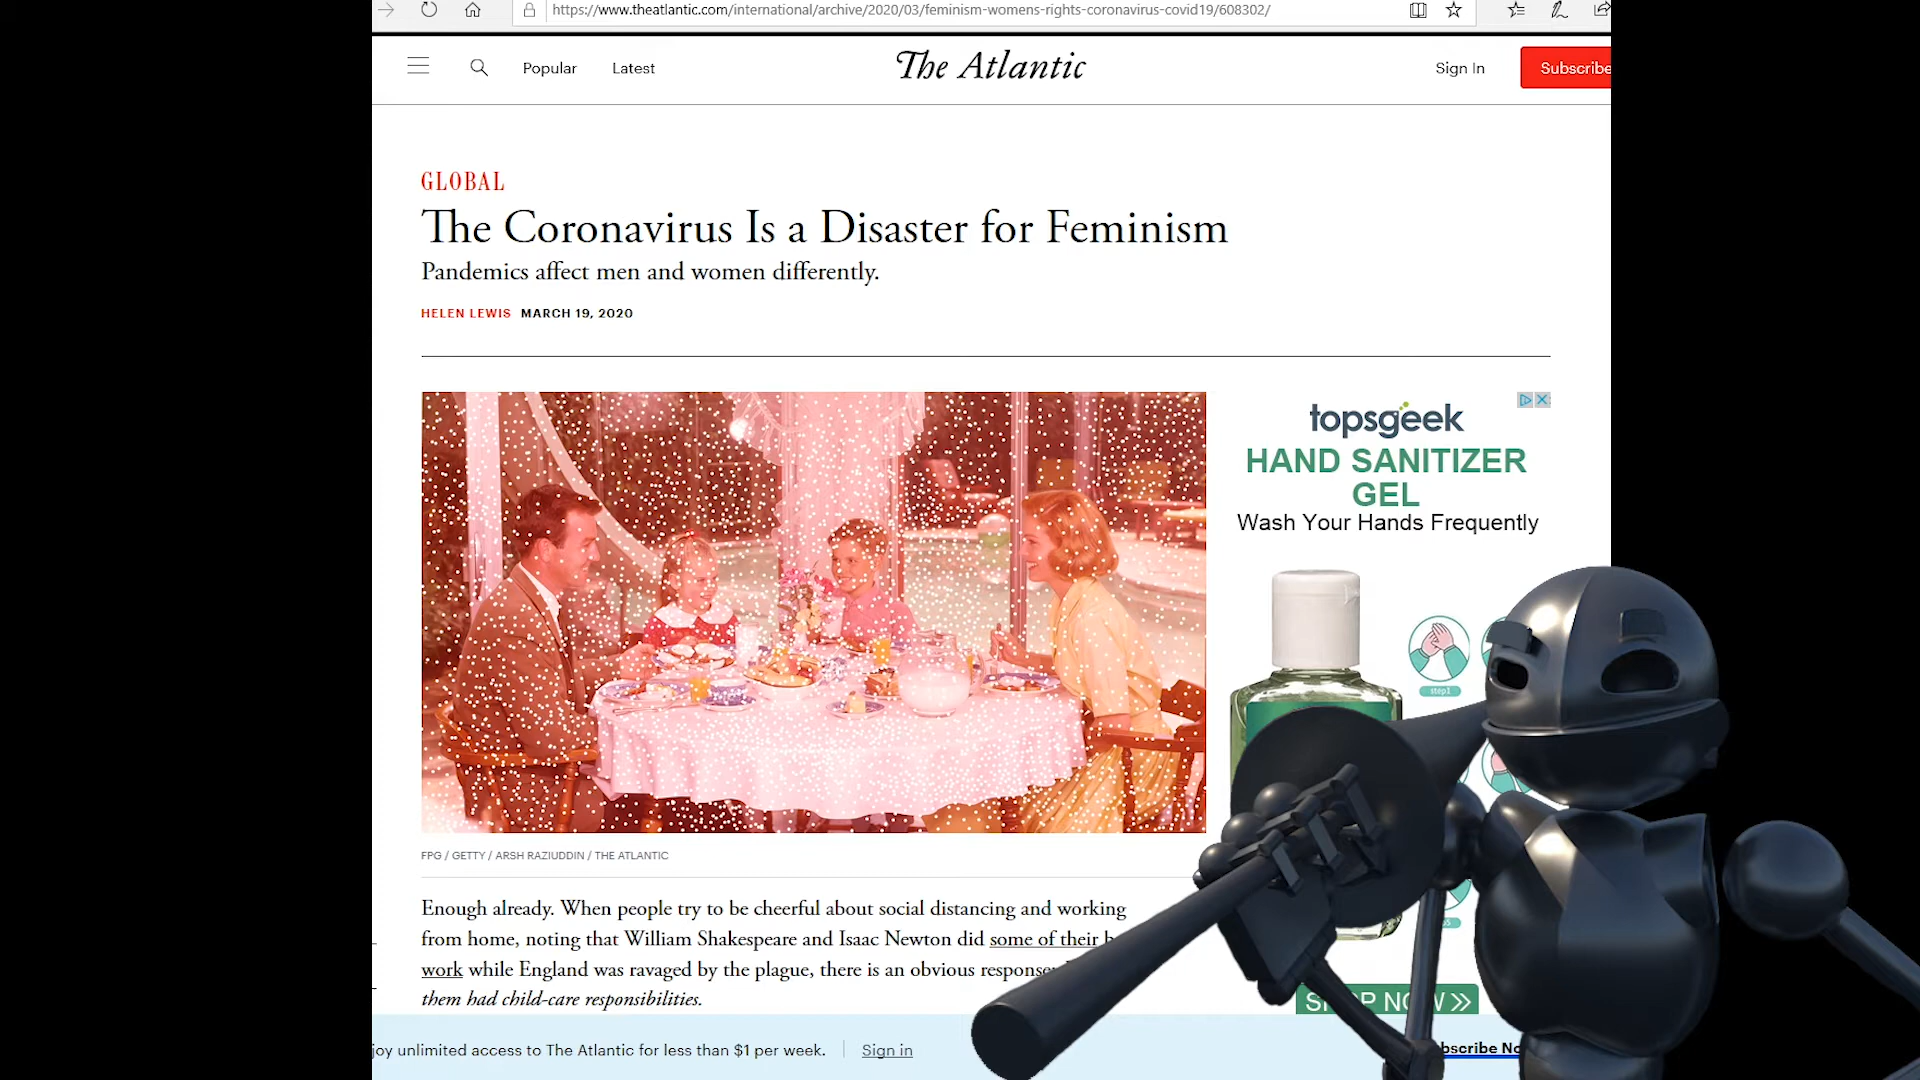 https://www.theatlantic.com/international/archive/2020/03/feminism-womens-rights-coronavirus-covid19/608302/
Popular
Latest
The Atlantic
Sign In
Subscribe
GLOBAL
The Coronavirus Is a Disaster for Feminism
Pandemics affect men and women differently.
HELEN LEWIS MARCH 19, 2020
topsgeek
HAND SANITIZER
GEL
Wash Your Hands Frequently
step1
FPG / GETTY / ARSH RAZIUDDIN / THE ATLANTIC
Enough already. When people try to be cheerful about social distancing and working
from home, noting that William Shakespeare and Isaac Newton did some of their b
work while England was ravaged by the plague, there is an obvious response:
them had child-care responsibilities.
SHOP NOW
joy unlimited access to The Atlantic for less than $1 per week.
Sign in
bscribe No